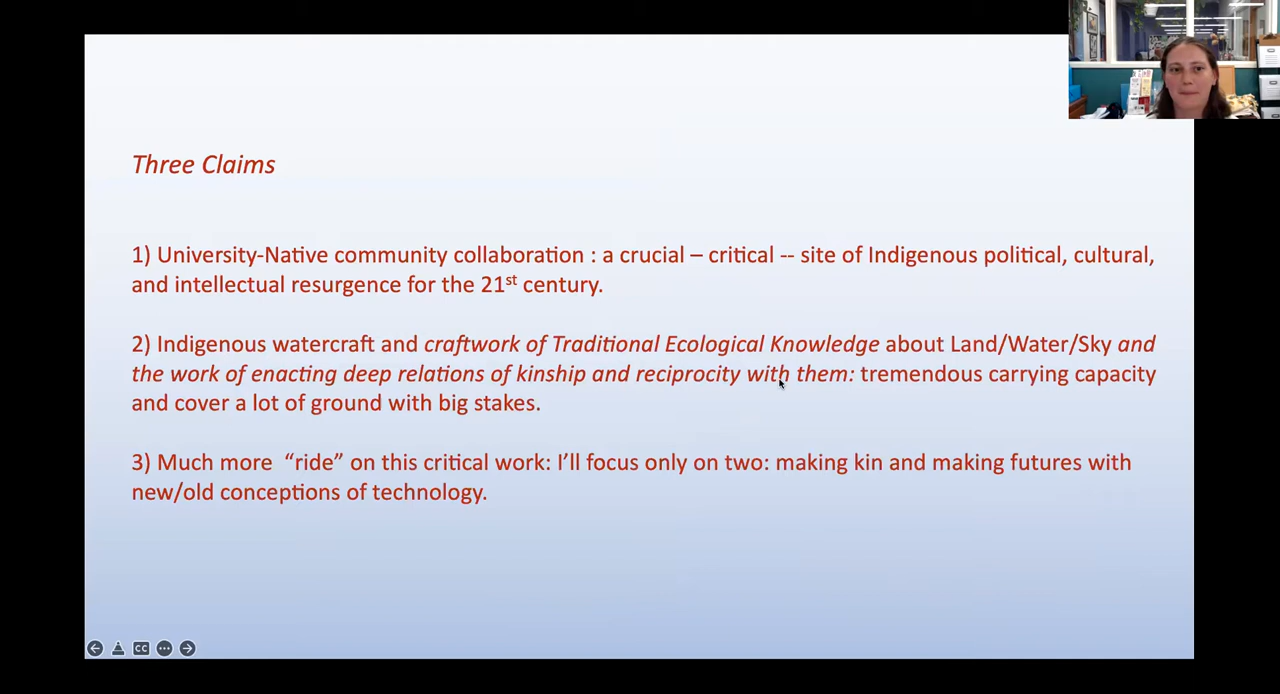 Three Claims
1) University-Native community collaboration : a crucial – critical -- site of Indigenous political, cultural,
and intellectual resurgence for the 21st century.
2) Indigenous watercraft and craftwork of Traditional Ecological Knowledge about Land/Water/Sky and
the work of enacting deep relations of kinship and reciprocity with them: tremendous carrying capacity
and cover a lot of ground with big stakes.
3) Much more  “ride” on this critical work: I’ll focus only on two: making kin and making futures with
new/old conceptions of technology.
CC